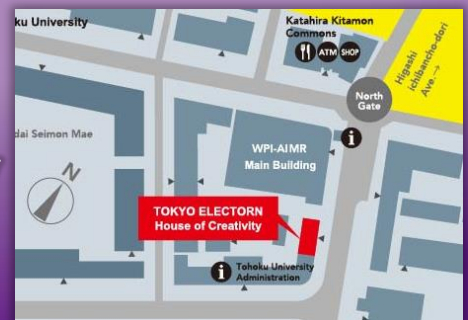 ku University
Katahira Kitamon
Commons
ATM
SHOP
Higashi
ichibancho-dori
Ave.→
North
Gate
dai Seimon Mae
i
WPI-AIMR
Main Building
N
TOKYO ELECTORN
House of Creativity
i
Tohoku University
Administration